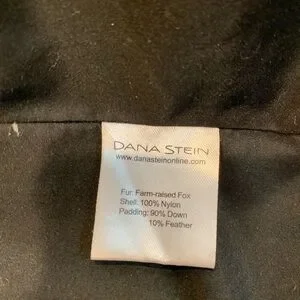 DANA STEIN
www.danasteinonline.com
Fur: Farm-raised Fox
Shell: 100% Nylon
Padding: 90% Down
10% Feather